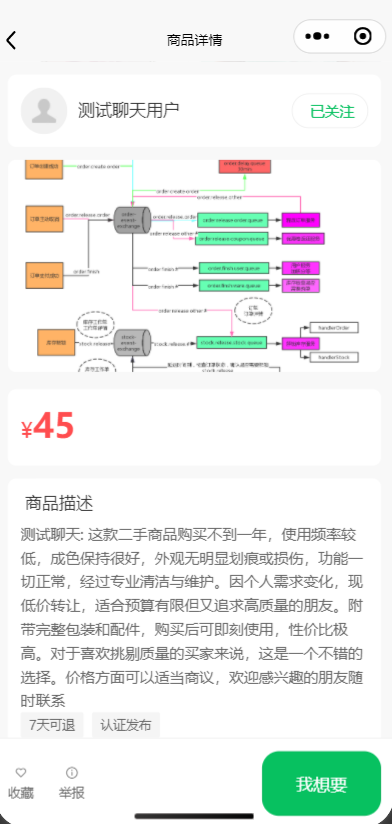 商品详情
测试聊天用户
已关注
order.create.order
order.release.other
order.release.order
order-event-exchange
order.release.order.queue
order.release.coupon.queue
order.finish
order.finish.#
order.finish.#
order.release.other.#
stock.release
stock-event-exchange
stock.release.#
stock.release.stock.queue
handlerOrder
handlerStock
¥45
商品描述
测试聊天: 这款二手商品购买不到一年，使用频率较
低，成色保持很好，外观无明显划痕或损伤，功能一
切正常，经过专业清洁与维护。因个人需求变化，现
低价转让，适合预算有限但又追求高质量的朋友。附
带完整包装和配件，购买后可即刻使用，性价比极
高。对于喜欢挑剔质量的买家来说，这是一个不错的
选择。价格方面可以适当商议，欢迎感兴趣的朋友随
时联系
7天可退 认证发布
收藏 举报
我想要